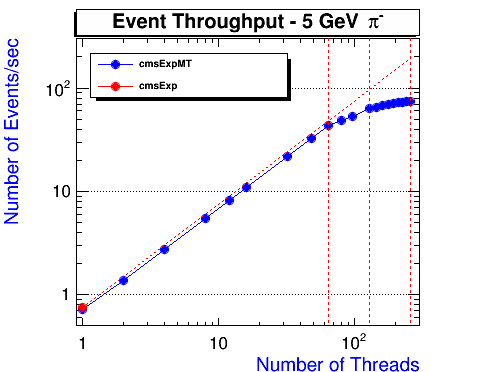 Event Throughput - 5 GeV π⁻
cmsExpMT
cmsExp
Number of Events/sec
10²
10
1
1
10
10²
Number of Threads